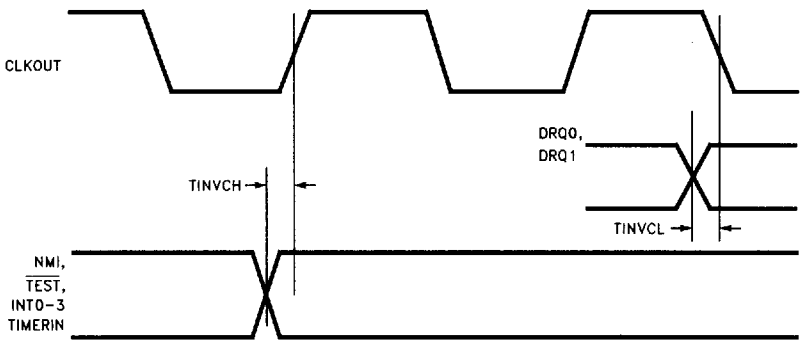 CLKOUT
DRQ0,
DRQ1
TINVCH
TINVCL
NMI,
TEST,
INT0-3
TIMERIN